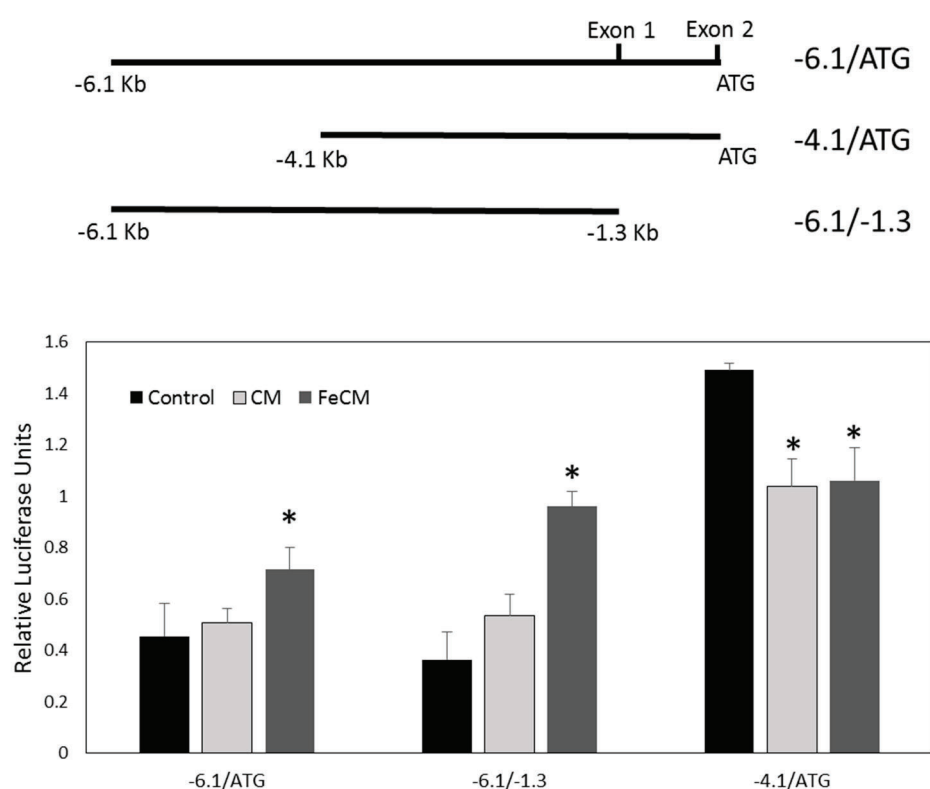 Exon 1 Exon 2
-6.1 Kb ATG -6.1/ATG
-4.1 Kb ATG -4.1/ATG
-6.1 Kb -1.3 Kb -6.1/-1.3
1.6
1.4
1.2
1
0.8
0.6
0.4
0.2
0
Relative Luciferase Units
Control CM FeCM
* * * *
-6.1/ATG -6.1/-1.3 -4.1/ATG